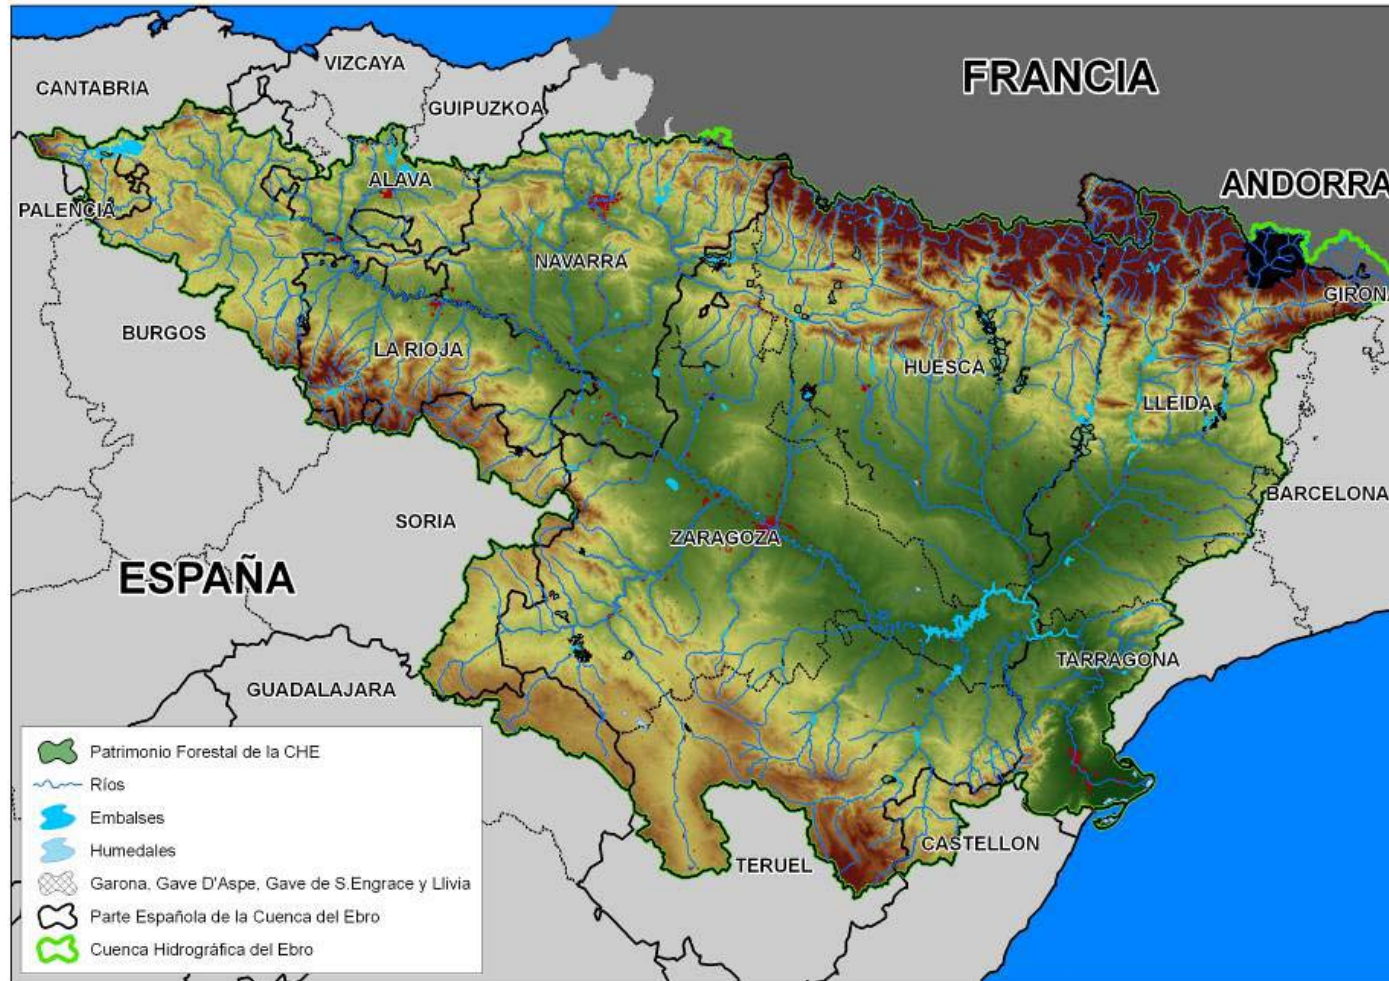 FRANCIA
VIZCAYA
CANTABRIA
GUIPUZKOA
ALAVA
ANDORRA
PALENCIA
NAVARRA
GIRON
BURGOS
LA RIOJA
HUESCA
LLEIDA
BARCELONA
SORIA
ZARAGOZA
ESPAÑA
TARRAGONA
GUADALAJARA
CASTELLON
TERUEL
Patrimonio Forestal de la CHE
Ríos
Embalses
Humedales
Garona, Gave D'Aspe, Gave de S.Engrace y Llivia
Parte Española de la Cuenca del Ebro
Cuenca Hidrográfica del Ebro